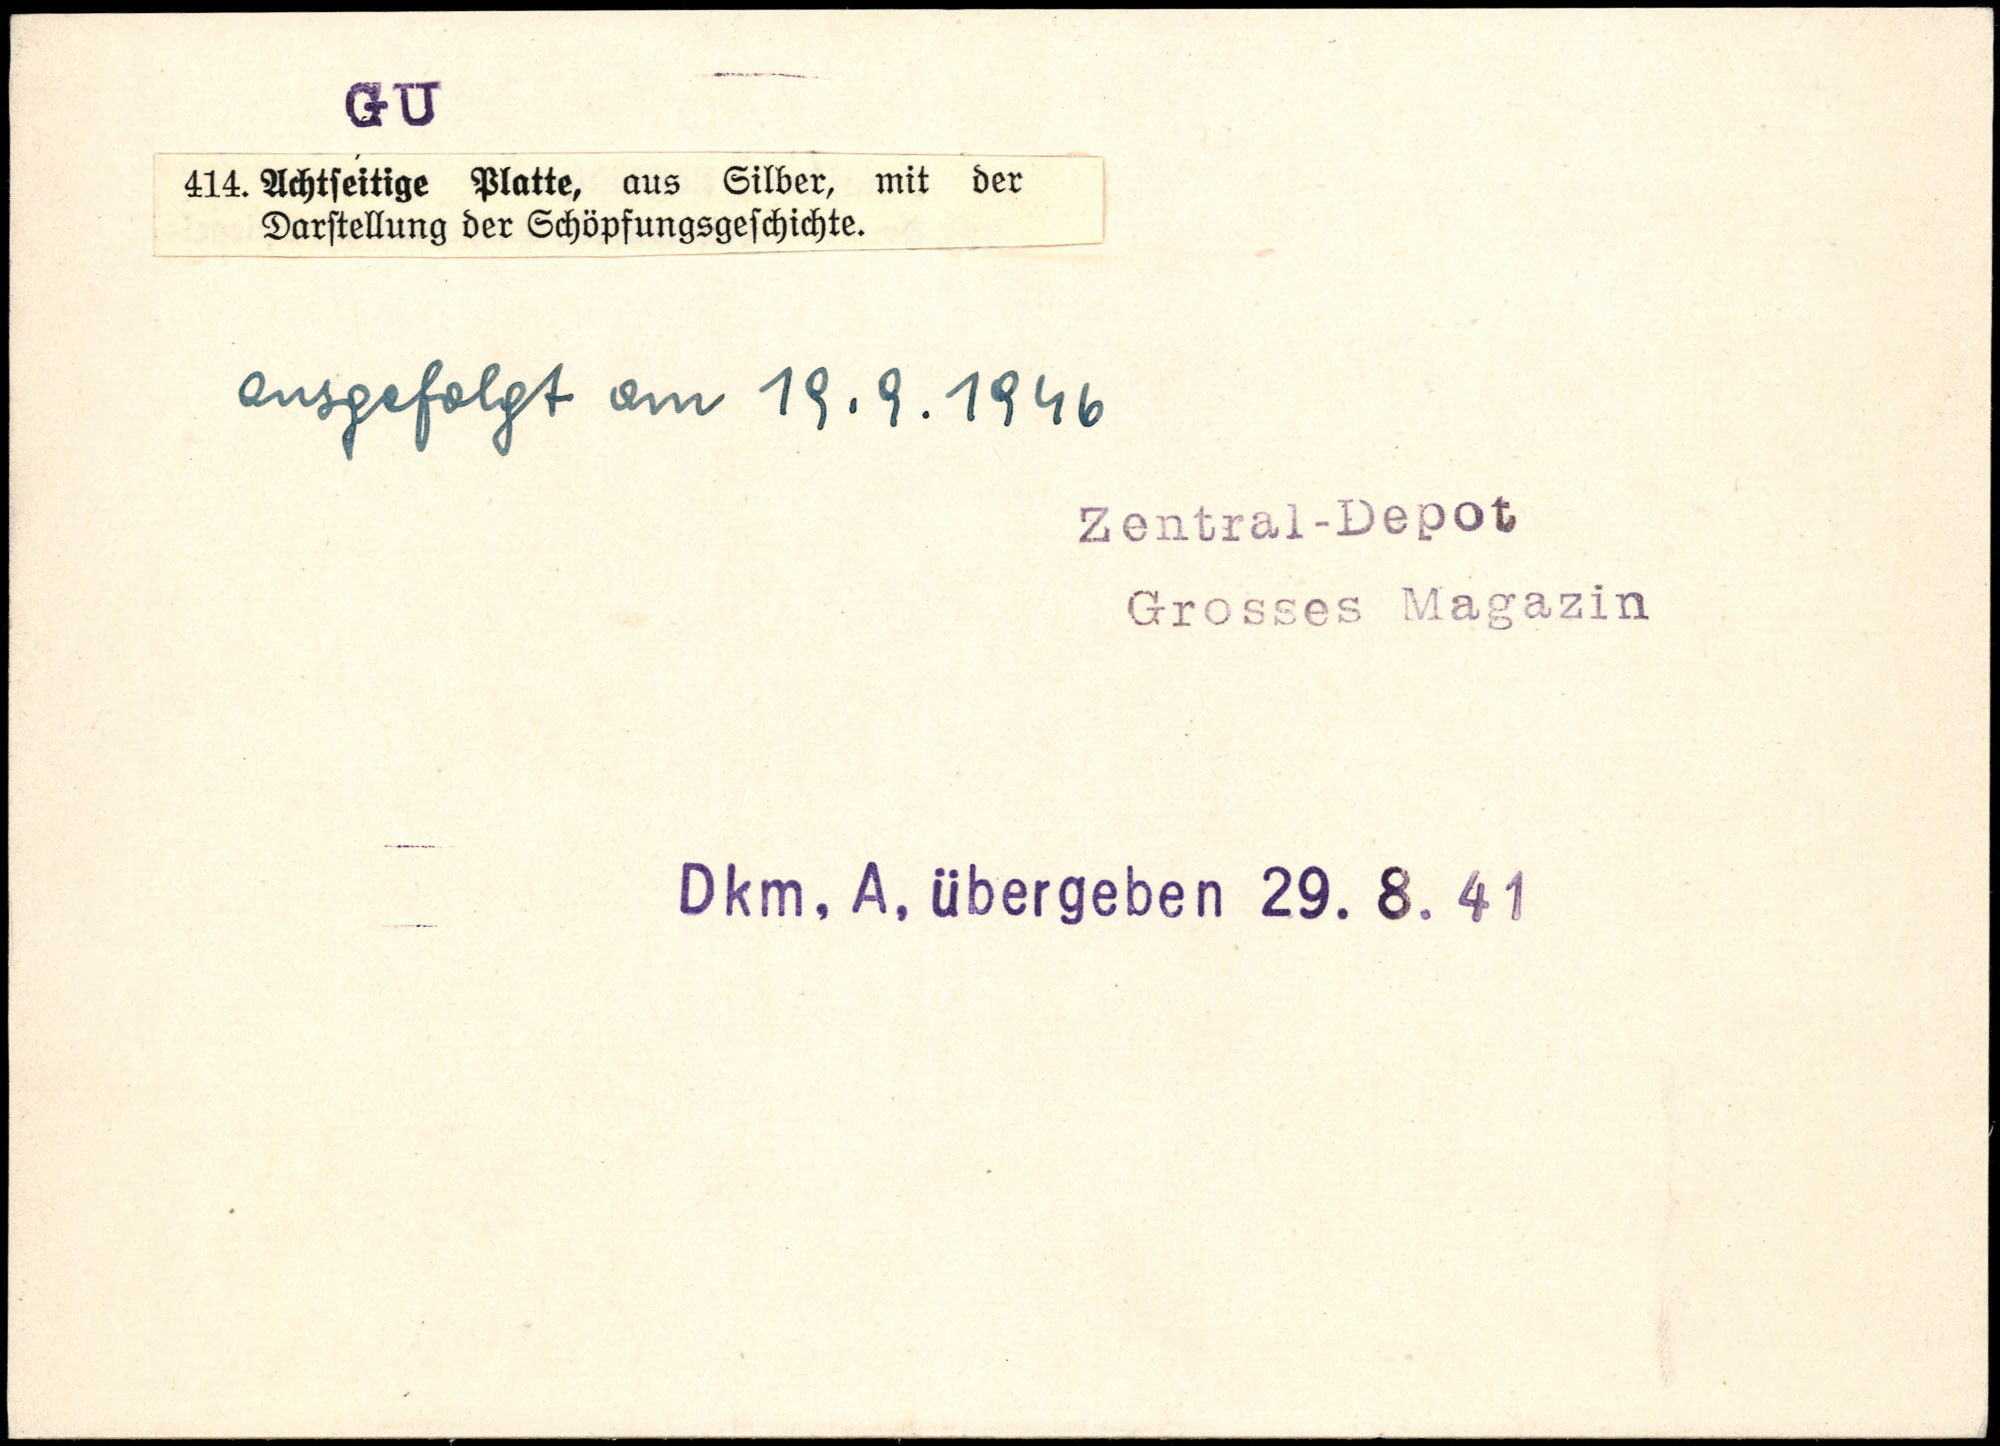 GU
414. Achtseitige Platte, aus Silber, mit der
Darstellung der Schöpfungsgeschichte.
ausgefolgt am 19.9.1946
Zentral-Depot
Grosses Magazin
Dkm. A. übergeben 29. 8. 41